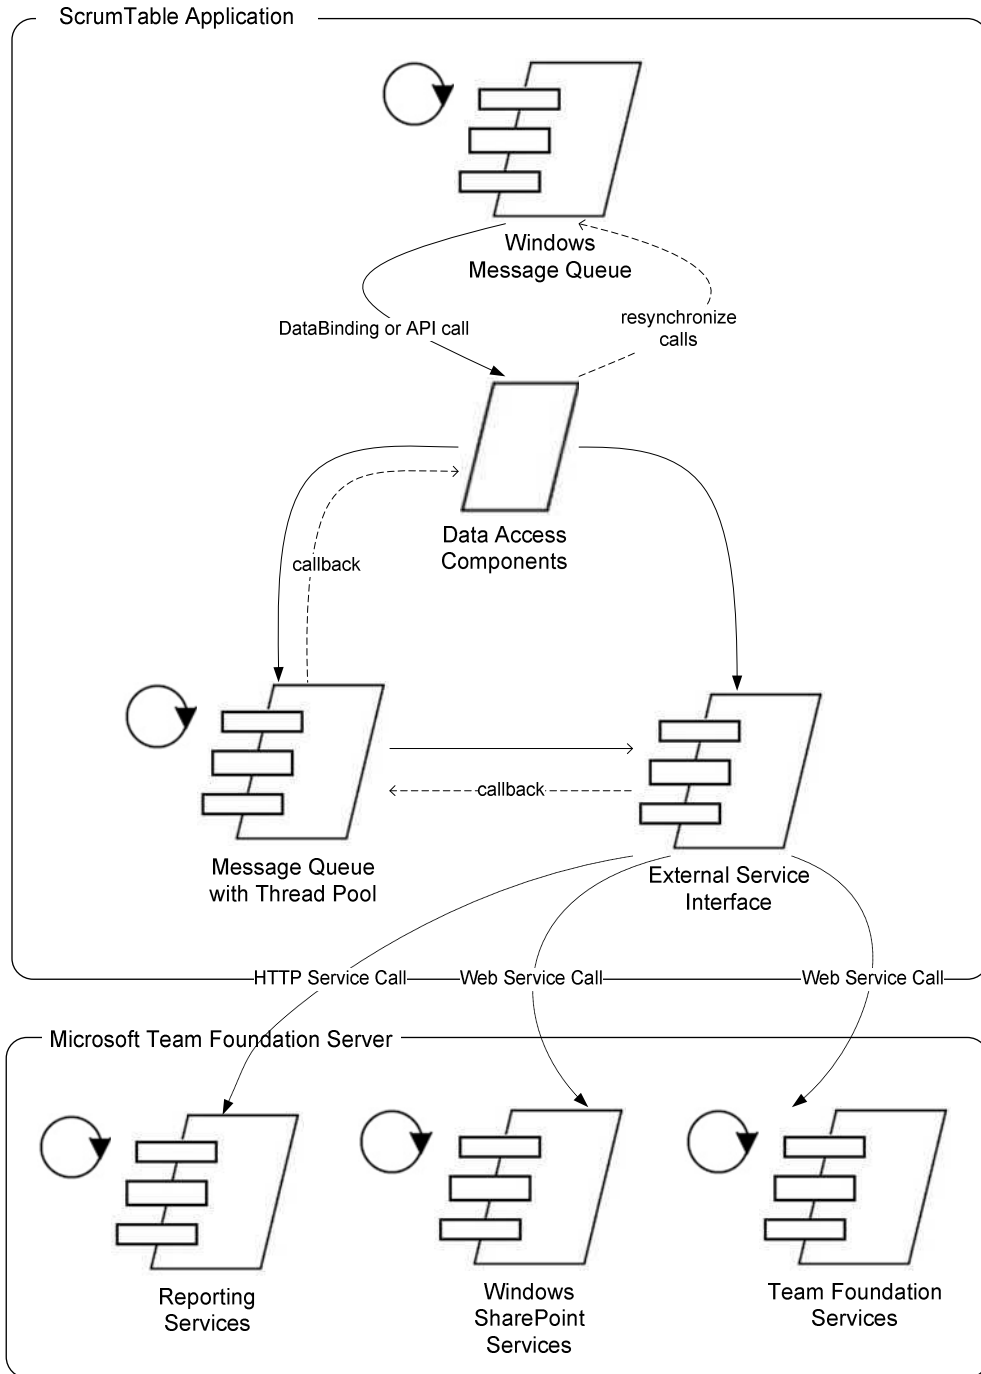 ScrumTable Application
Windows
Message Queue
DataBinding or API call
resynchronize
calls
Data Access
Components
callback
callback
Message Queue
with Thread Pool
External Service
Interface
HTTP Service Call
Web Service Call
Web Service Call
Microsoft Team Foundation Server
Reporting
Services
Windows
SharePoint
Services
Team Foundation
Services